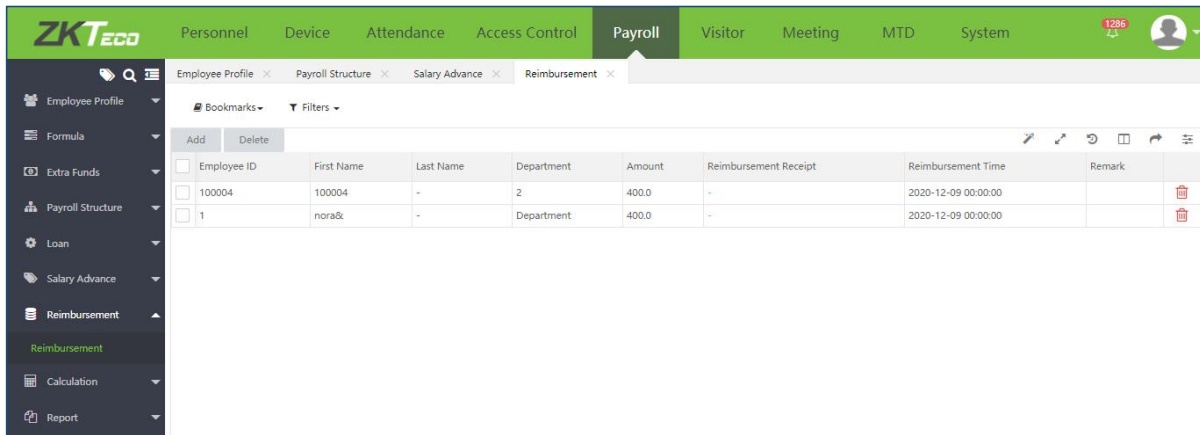 ZKTeco Personnel Device Attendance Access Control Payroll Visitor Meeting MTD System 1286
Employee Profile Payroll Structure Salary Advance Reimbursement
Bookmarks Filters
Add Delete
Employee ID First Name Last Name Department Amount Reimbursement Receipt Reimbursement Time Remark
100004 100004 - 2 400.0 - 2020-12-09 00:00:00
1 nora& - Department 400.0 - 2020-12-09 00:00:00
Employee Profile
Formula
Extra Funds
Payroll Structure
Loan
Salary Advance
Reimbursement
Reimbursement
Calculation
Report